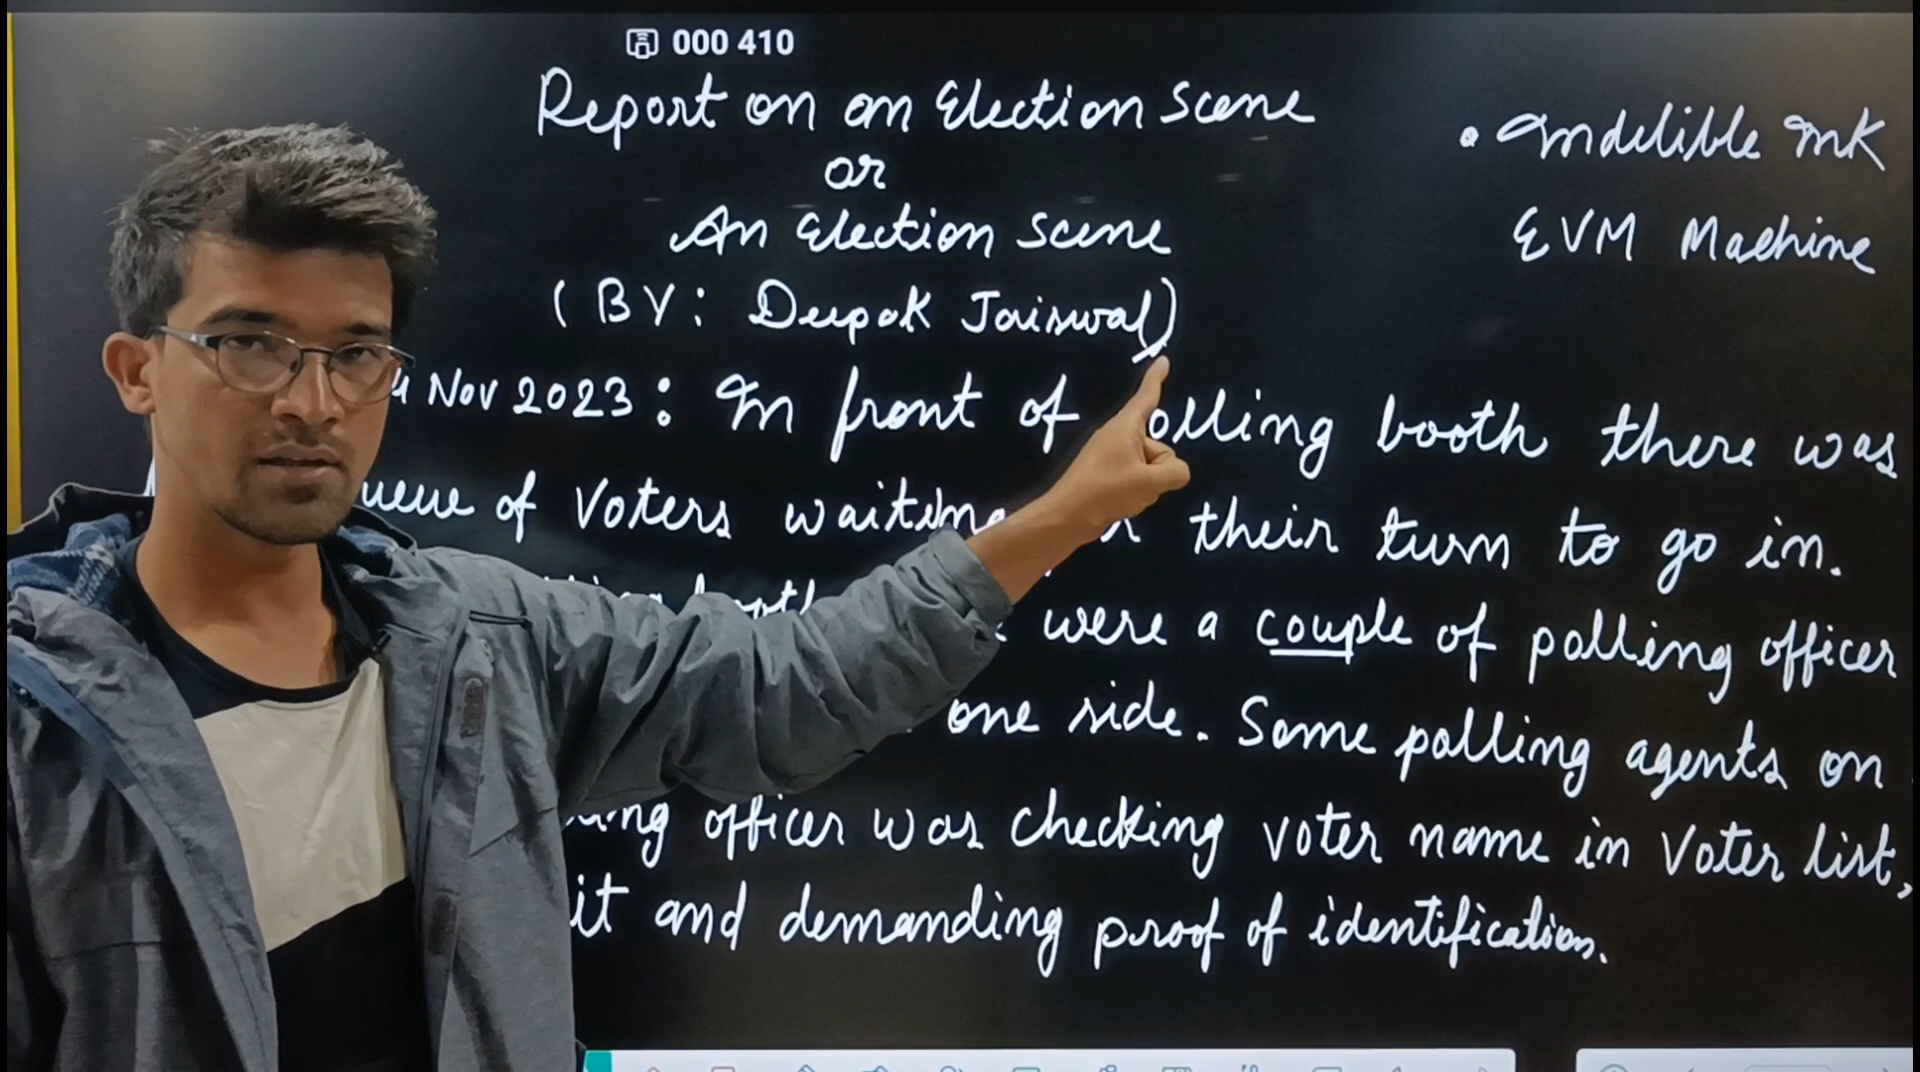 000 410
Report on an Election Scene
or
An Election Scene
(BY: Deepak Jaiswal)
• Indelible Ink
EVM Machine
Nov 2023: In front of polling booth there was
of Voters waiting their turn to go in.
were a couple of polling officer
one side. Some polling agents on
officer was checking voter name in Voter list,
it and demanding proof of identification.